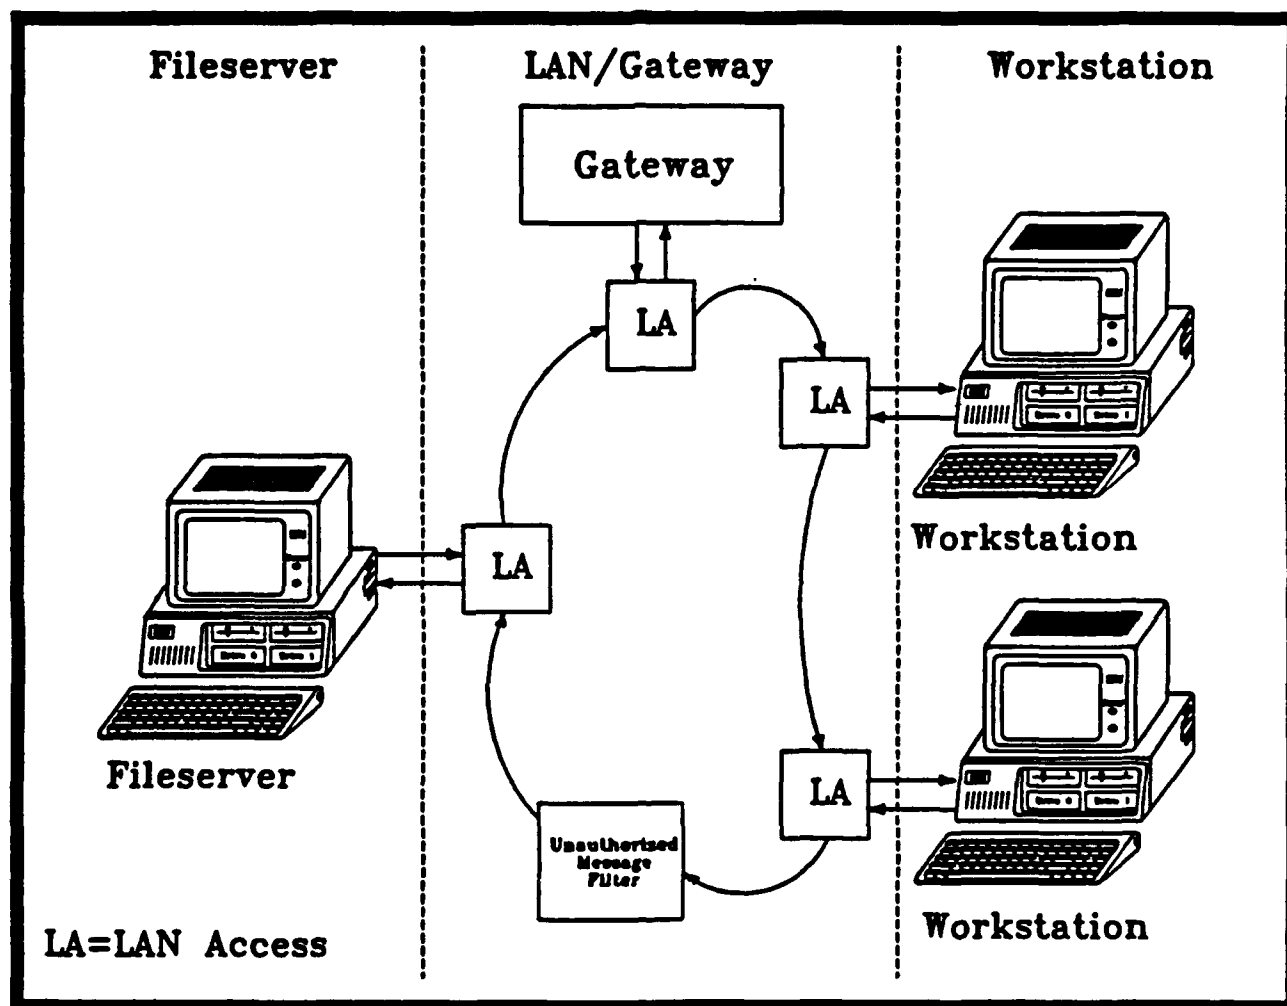 Fileserver
LAN/Gateway
Workstation
Gateway
LA
LA
Workstation
LA
Fileserver
LA
Unauthorized
Message
Filter
Workstation
LA=LAN Access